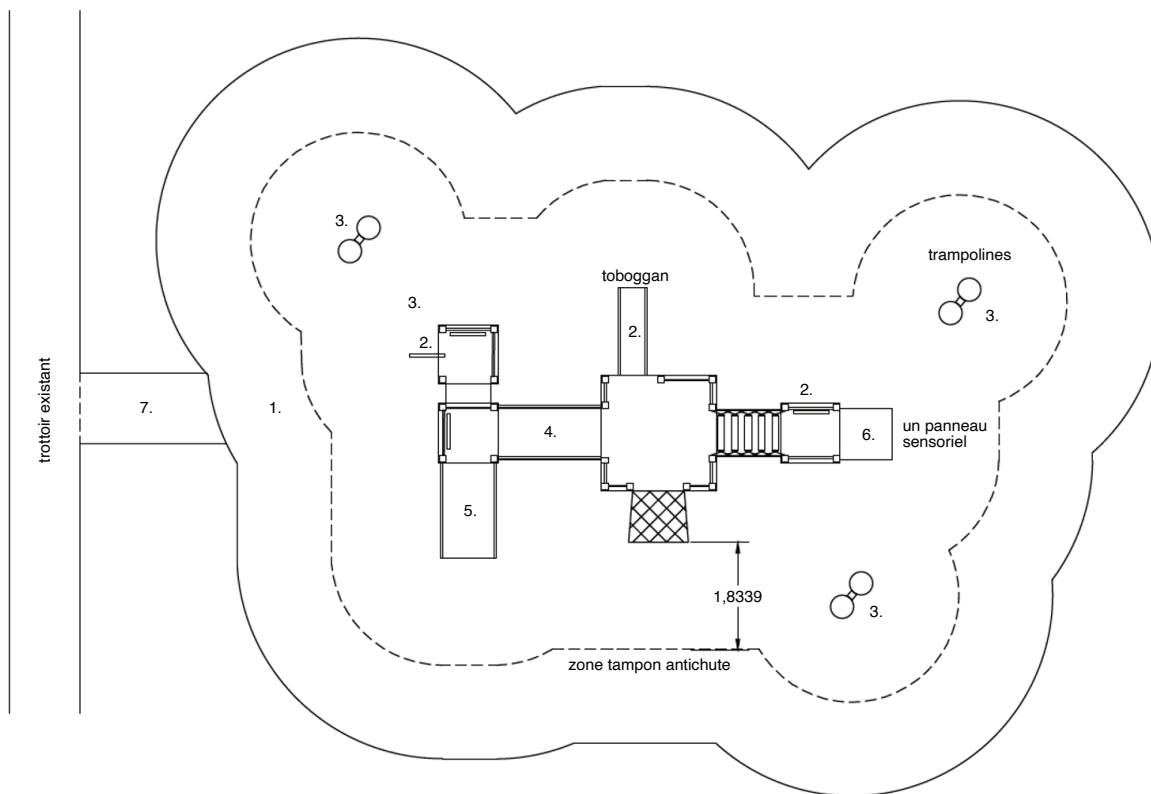 3.
trampolines
toboggan
3.
3.
2.
2.
2.
trottoir existant
7.
1.
4.
6.
un panneau
sensoriel
5.
1,8339
3.
zone tampon antichute